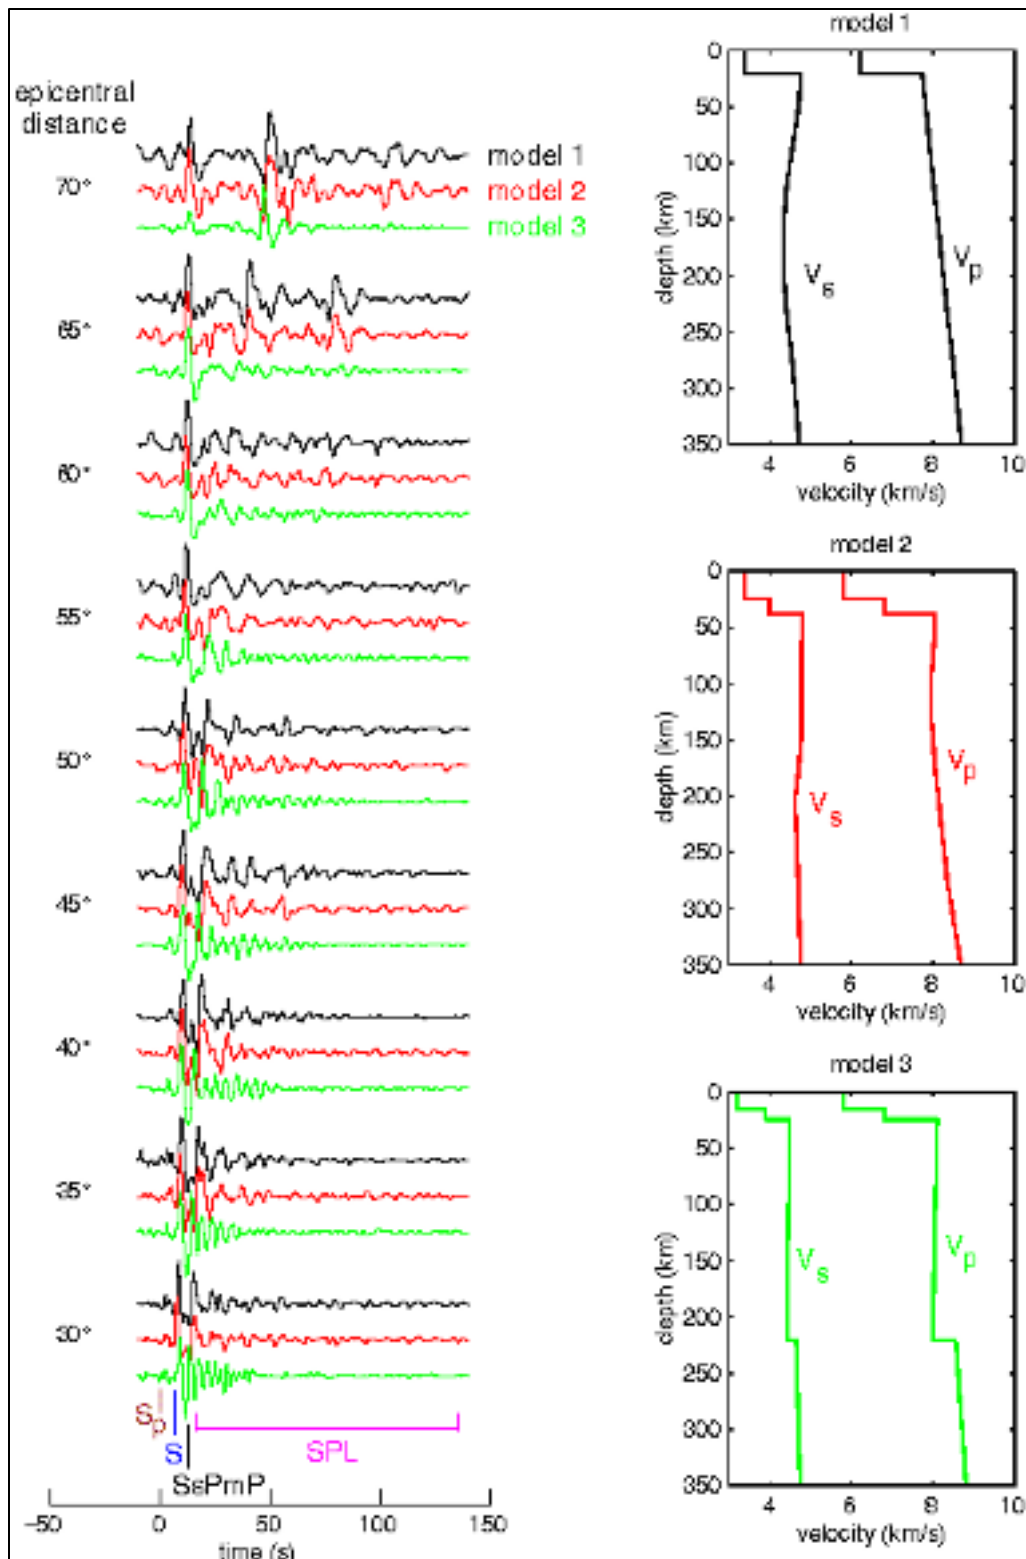 epicentral
distance
70°
65°
60°
55°
50°
45°
40°
35°
30°
model 1
model 2
model 3
Sp
S
SsPmP
SPL
−50 0 50 100 150
time (s)
model 1
0
50
100
150
200
250
300
350
depth (km)
Vs
Vp
4 6 8 10
velocity (km/s)
model 2
0
50
100
150
200
250
300
350
depth (km)
Vs
Vp
4 6 8 10
velocity (km/s)
model 3
0
50
100
150
200
250
300
350
depth (km)
Vs
Vp
4 6 8 10
velocity (km/s)